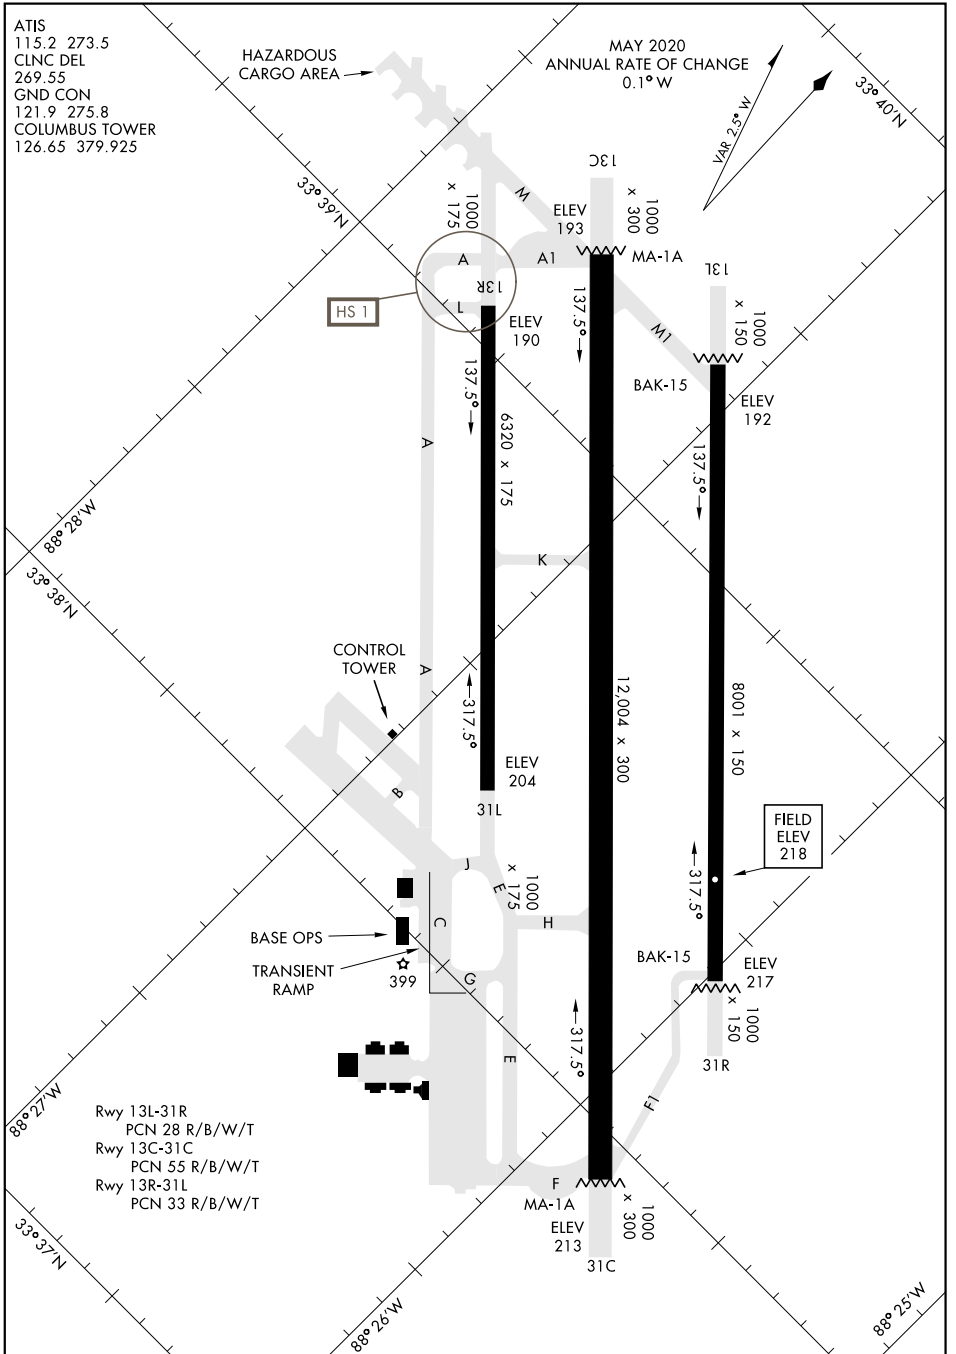 ATIS
115.2 273.5
CLNC DEL
269.55
GND CON
121.9 275.8
COLUMBUS TOWER
126.65 379.925
HAZARDOUS
CARGO AREA
MAY 2020
ANNUAL RATE OF CHANGE
0.1° W
VAR 2.5° W
33° 40'N
33° 39'N
1000
x 175
M
13C
1000
x 300
ELEV
193
MA-1A
A
A1
13R
13L
1000
x 150
HS 1
L
ELEV
190
137.5°
M1
BAK-15
ELEV
192
137.5°
A
6320 x 175
137.5°
88° 28'W
33° 38'N
K
CONTROL
TOWER
A
317.5°
12,004 x 300
8001 x 150
ELEV
204
B
31L
FIELD
ELEV
218
J
E
1000
x 175
317.5°
C
H
BASE OPS
TRANSIENT
RAMP
399
G
BAK-15
ELEV
217
1000
x 150
317.5°
E
31R
F1
88° 27'W
Rwy 13L-31R
PCN 28 R/B/W/T
Rwy 13C-31C
PCN 55 R/B/W/T
Rwy 13R-31L
PCN 33 R/B/W/T
F
MA-1A
ELEV
213
1000
x 300
31C
33° 37'N
88° 26'W
88° 25'W